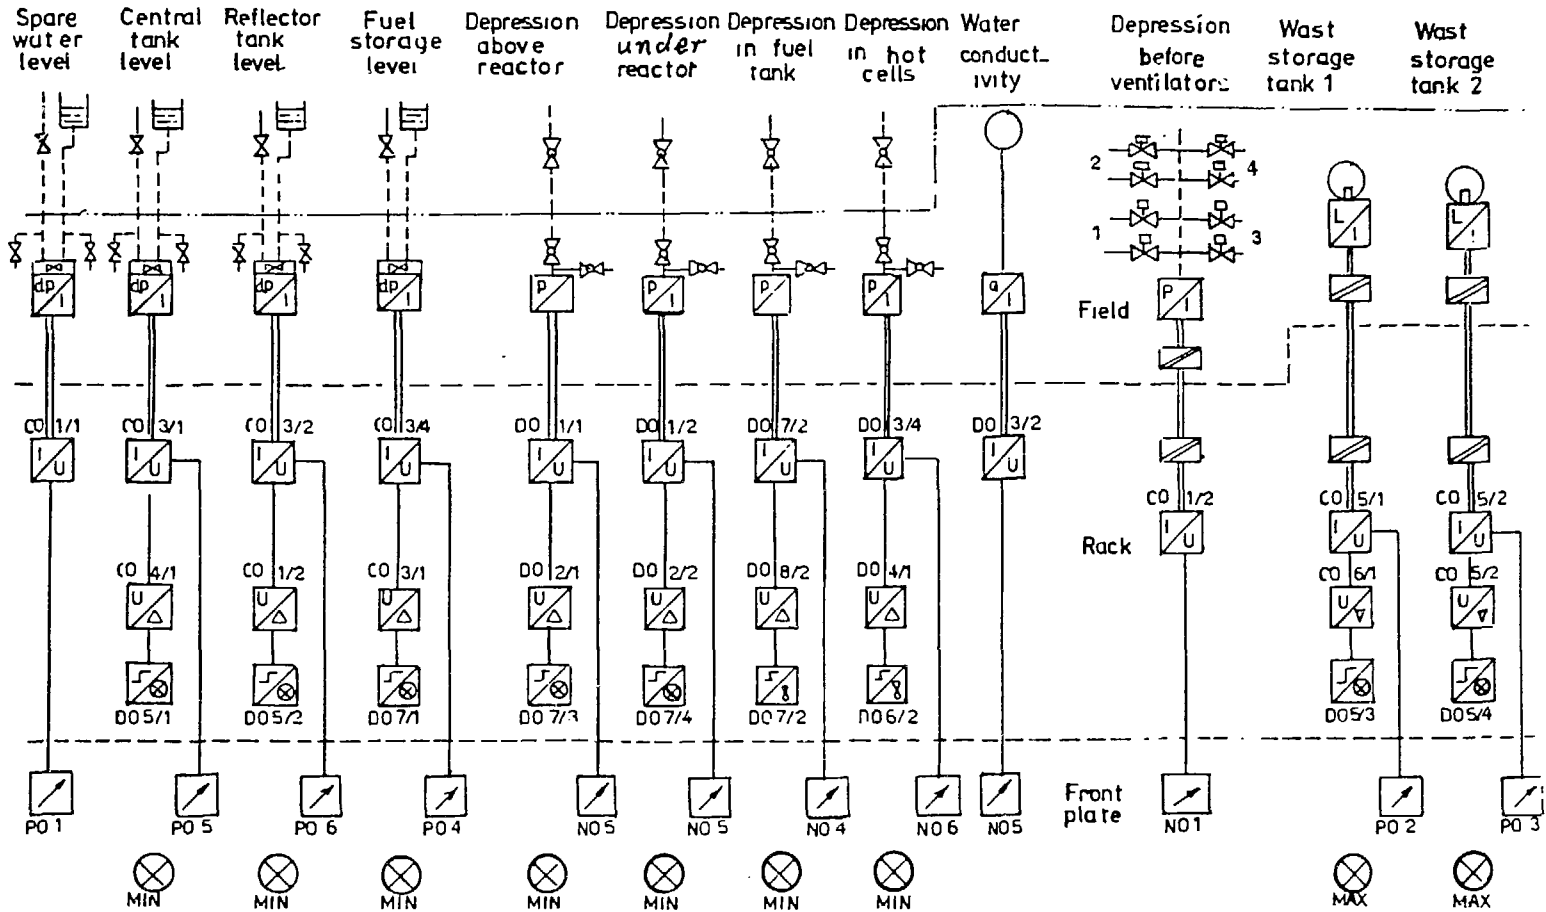 Spare
water
level
Central
tank
level
Reflector
tank
level
Fuel
storage
level
Depression
above
reactor
Depression
under
reactor
Depression
in fuel
tank
Depression
in hot
cells
Water
conduct_
ivity
Depression
before
ventilators
Wast
storage
tank 1
Wast
storage
tank 2
2
4
1
3
dp I
dp I
dp I
dp I
p
p I
p
p I
a I
P I
L I
L I
Field
CO 1/1
CO 3/1
CO 3/2
CO 3/4
DO 1/1
DO 1/2
DO 7/2
DO 3/4
DO 3/2
I U
I U
I U
I U
I U
I U
I U
I U
I U
CO 1/2
CO 5/1
CO 5/2
Rack
I U
I U
I U
CO 4/1
CO 1/2
CO 3/1
DO 2/1
DO 2/2
DO 8/2
DO 4/1
CO 6/1
CO 5/2
U
U
U
U
U
U
U
U
U
DO 5/1
DO 5/2
DO 7/1
DO 7/3
DO 7/4
DO 7/2
DO 6/2
DO 5/3
DO 5/4
Front
plate
PO 1
PO 5
PO 6
PO 4
NO 5
NO 5
NO 4
NO 6
NO 5
NO 1
PO 2
PO 3
MIN
MIN
MIN
MIN
MIN
MIN
MIN
MAX
MAX